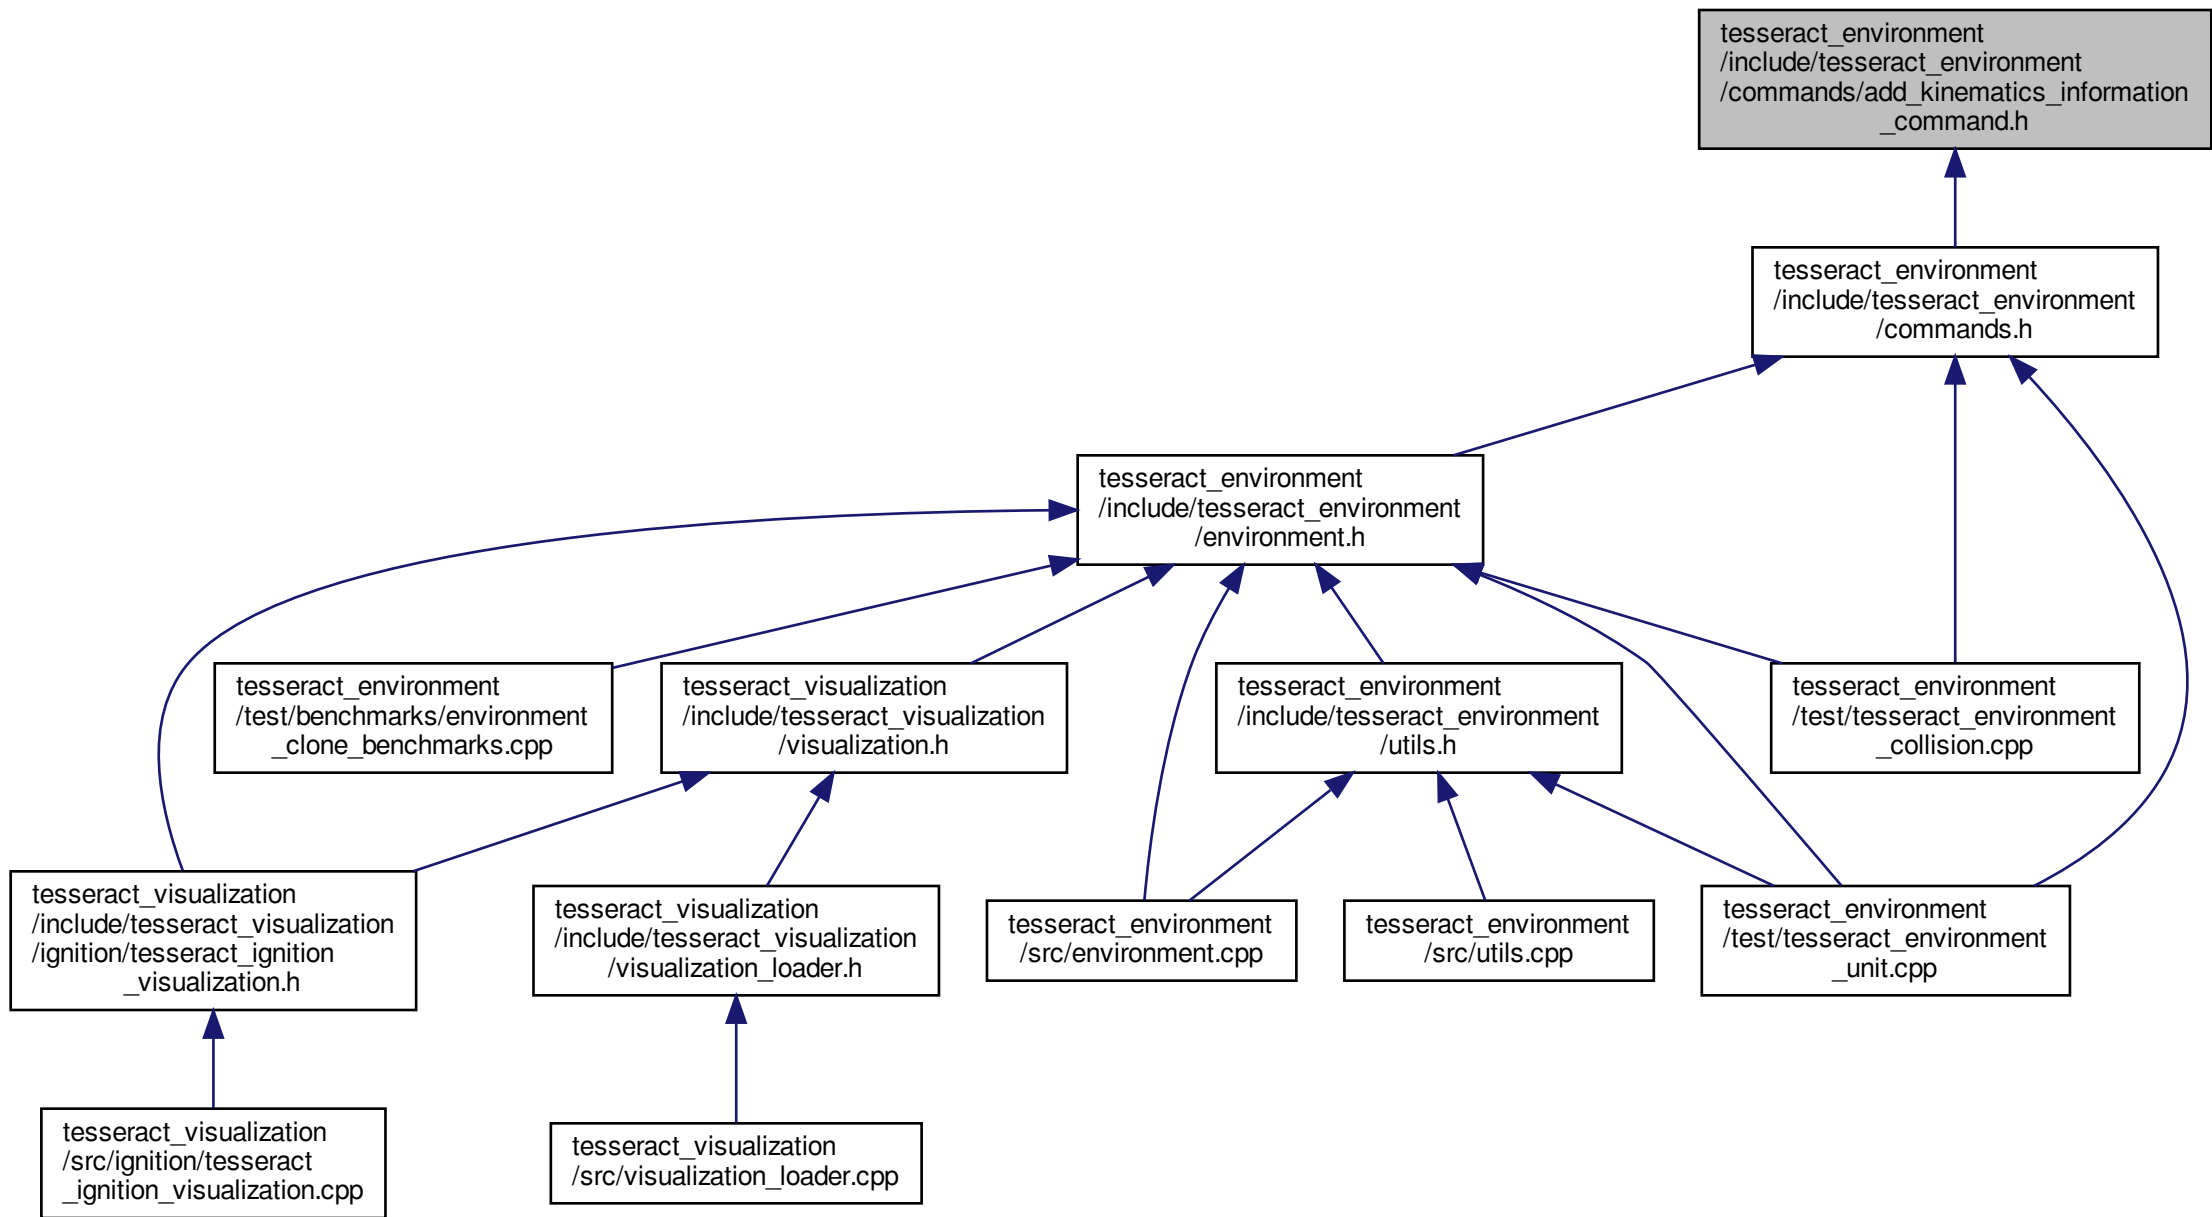 tesseract_environment
/include/tesseract_environment
/commands/add_kinematics_information
_command.h
tesseract_environment
/include/tesseract_environment
/commands.h
tesseract_environment
/include/tesseract_environment
/environment.h
tesseract_environment
/test/benchmarks/environment
_clone_benchmarks.cpp
tesseract_visualization
/include/tesseract_visualization
/visualization.h
tesseract_environment
/include/tesseract_environment
/utils.h
tesseract_environment
/test/tesseract_environment
_collision.cpp
tesseract_visualization
/include/tesseract_visualization
/ignition/tesseract_ignition
_visualization.h
tesseract_visualization
/include/tesseract_visualization
/visualization_loader.h
tesseract_environment
/src/environment.cpp
tesseract_environment
/src/utils.cpp
tesseract_environment
/test/tesseract_environment
_unit.cpp
tesseract_visualization
/src/ignition/tesseract
_ignition_visualization.cpp
tesseract_visualization
/src/visualization_loader.cpp